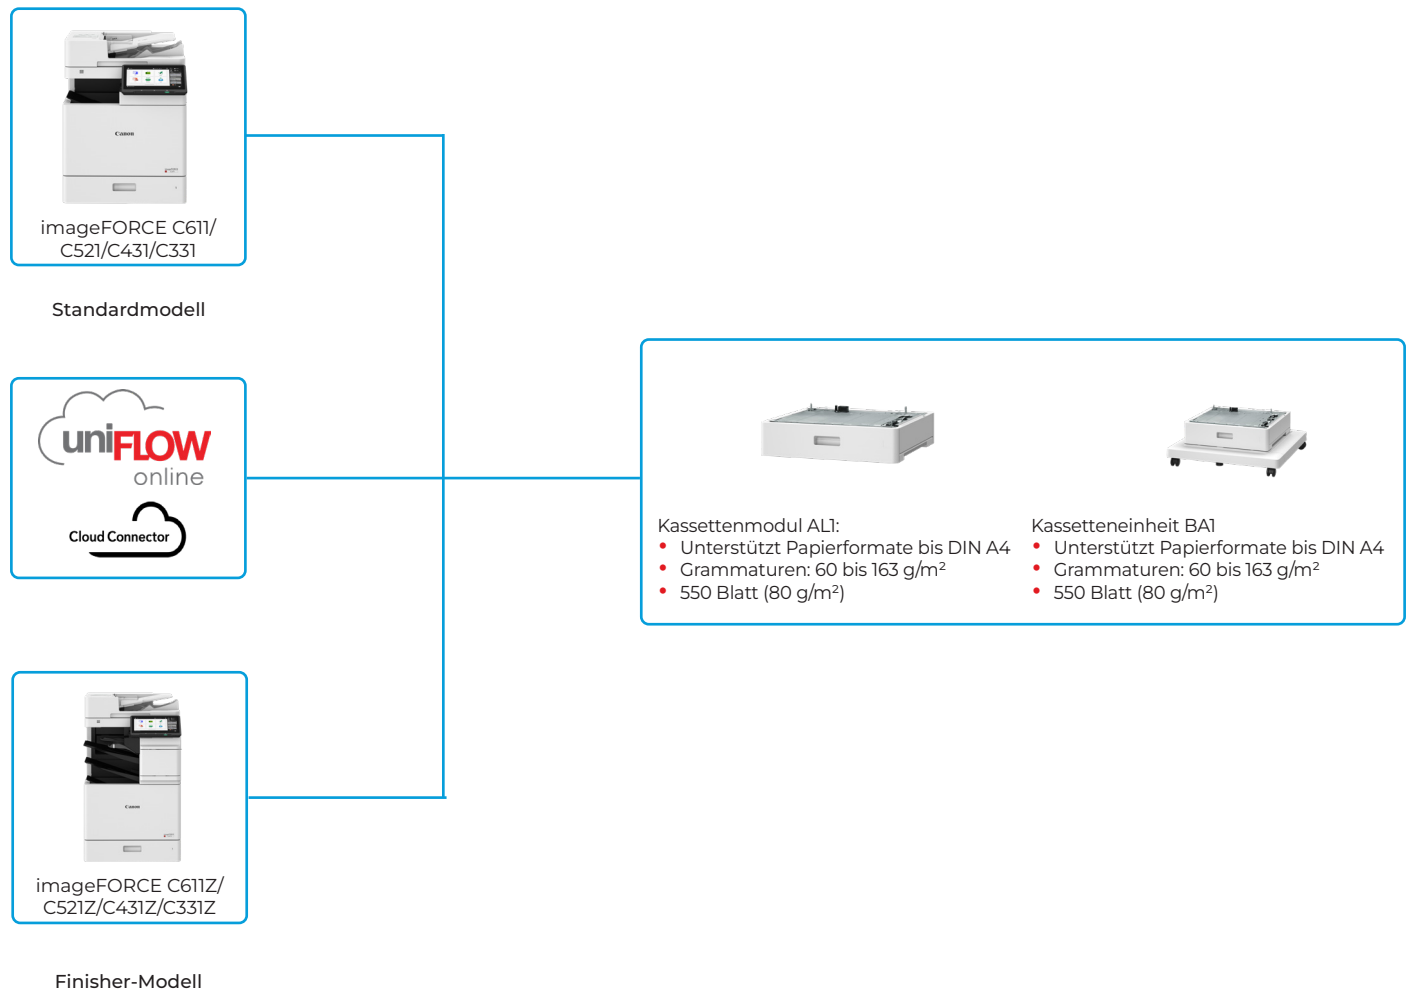 Canon
imageFORCE C611/
C521/C431/C331
Standardmodell
uniFLOW
online
Cloud Connector
Kassettenmodul AL1:
• Unterstützt Papierformate bis DIN A4
• Grammaturen: 60 bis 163 g/m²
• 550 Blatt (80 g/m²)
Kassetteneinheit BA1
• Unterstützt Papierformate bis DIN A4
• Grammaturen: 60 bis 163 g/m²
• 550 Blatt (80 g/m²)
Canon
imageFORCE C611Z/
C521Z/C431Z/C331Z
Finisher-Modell